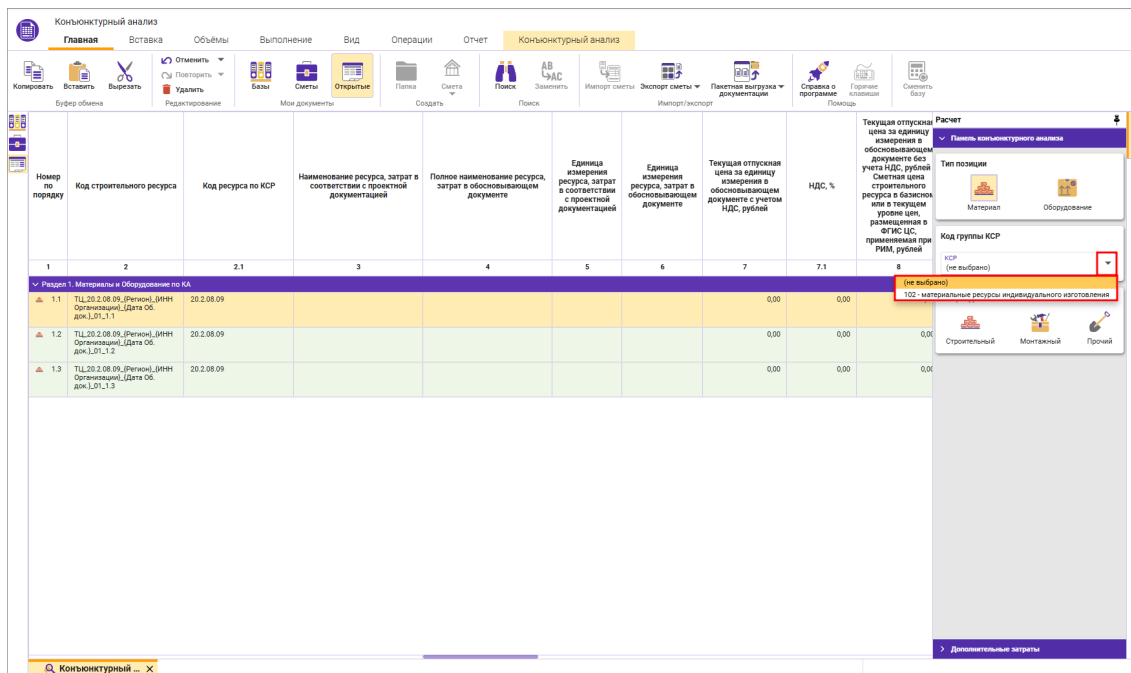 Конъюнктурный анализ
Главная Вставка Объёмы Выполнение Вид Операции Отчет Конъюнктурный анализ
Копировать Вставить Вырезать
Отменить
Повторить
Удалить
Базы Сметы Открытые Папка Смета Поиск
AB
AC
Заменить Импорт сметы Экспорт сметы Пакетная выгрузка документации
Справка о программе Горячие клавиши Сменить базу
Буфер обмена Редактирование Мои документы Создать Поиск Импорт/экспорт Помощь
Номер
по
порядку
Код строительного ресурса
Код ресурса по КСР
Наименование ресурса, затрат в
соответствии с проектной
документацией
Полное наименование ресурса,
затрат в обосновывающем
документе
Единица
измерения
ресурса, затрат
в соответствии
с проектной
документацией
Единица
измерения
ресурса, затрат в
обосновывающем
документе
Текущая отпускная
цена за единицу
измерения в
обосновывающем
документе с учетом
НДС, рублей
НДС, %
Текущая отпускная
цена за единицу
измерения в
обосновывающем
документе без
учета НДС, рублей
Сметная цена
строительного
ресурса в базисном
или в текущем
уровне цен,
размещенная в
ФГИС ЦС,
применяемая при
РИМ, рублей
1 2 2.1 3 4 5 6 7 7.1 8
Раздел 1. Материалы и Оборудование по КА
1.1 ТЦ_20.2.08.09_{Регион}_{ИНН 20.2.08.09 0,00 0,00
Организации}_{Дата Об.
док.}_01_1.1
1.2 ТЦ_20.2.08.09_{Регион}_{ИНН 20.2.08.09 0,00 0,00 0,00
Организации}_{Дата Об.
док.}_01_1.2
1.3 ТЦ_20.2.08.09_{Регион}_{ИНН 20.2.08.09 0,00 0,00 0,00
Организации}_{Дата Об.
док.}_01_1.3
Расчет
Панель конъюнктурного анализа
Тип позиции
Материал Оборудование
Код группы КСР
КСР
(не выбрано)
(не выбрано)
102 - материальные ресурсы индивидуального изготовления
Строительный Монтажный Прочий
Дополнительные затраты
Конъюнктурный ...